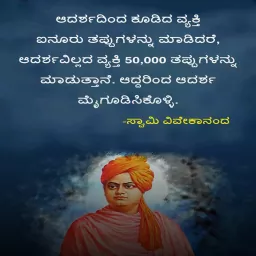 ಆದರ್ಶದಿಂದ ಕೂಡಿದ ವ್ಯಕ್ತಿ
ಐನೂರು ತಪ್ಪುಗಳನ್ನು ಮಾಡಿದರೆ,
ಆದರ್ಶವಿಲ್ಲದ ವ್ಯಕ್ತಿ 50,000 ತಪ್ಪುಗಳನ್ನು
ಮಾಡುತ್ತಾನೆ. ಆದ್ದರಿಂದ ಆದರ್ಶ
ಮೈಗೂಡಿಸಿಕೊಳ್ಳಿ.
-ಸ್ವಾಮಿ ವಿವೇಕಾನಂದ